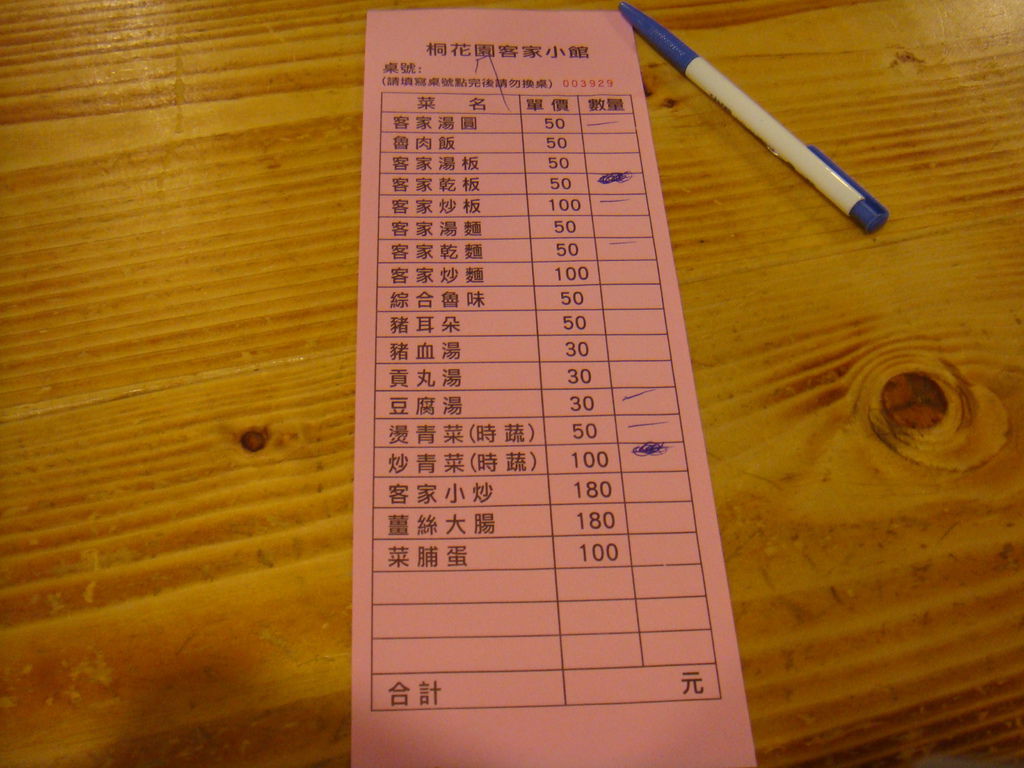 桐花園客家小館
桌號:
(請填寫桌號點完後請勿換桌) 003929
菜 名 單價 數量
客家湯圓 50 一
魯肉飯 50
客家湯板 50
客家乾板 50
客家炒板 100 一
客家湯麵 50
客家乾麵 50 一
客家炒麵 100
綜合魯味 50
豬耳朵 50
豬血湯 30
貢丸湯 30
豆腐湯 30 一
燙青菜(時蔬) 50 一
炒青菜(時蔬) 100
客家小炒 180
薑絲大腸 180
菜脯蛋 100
合計 元